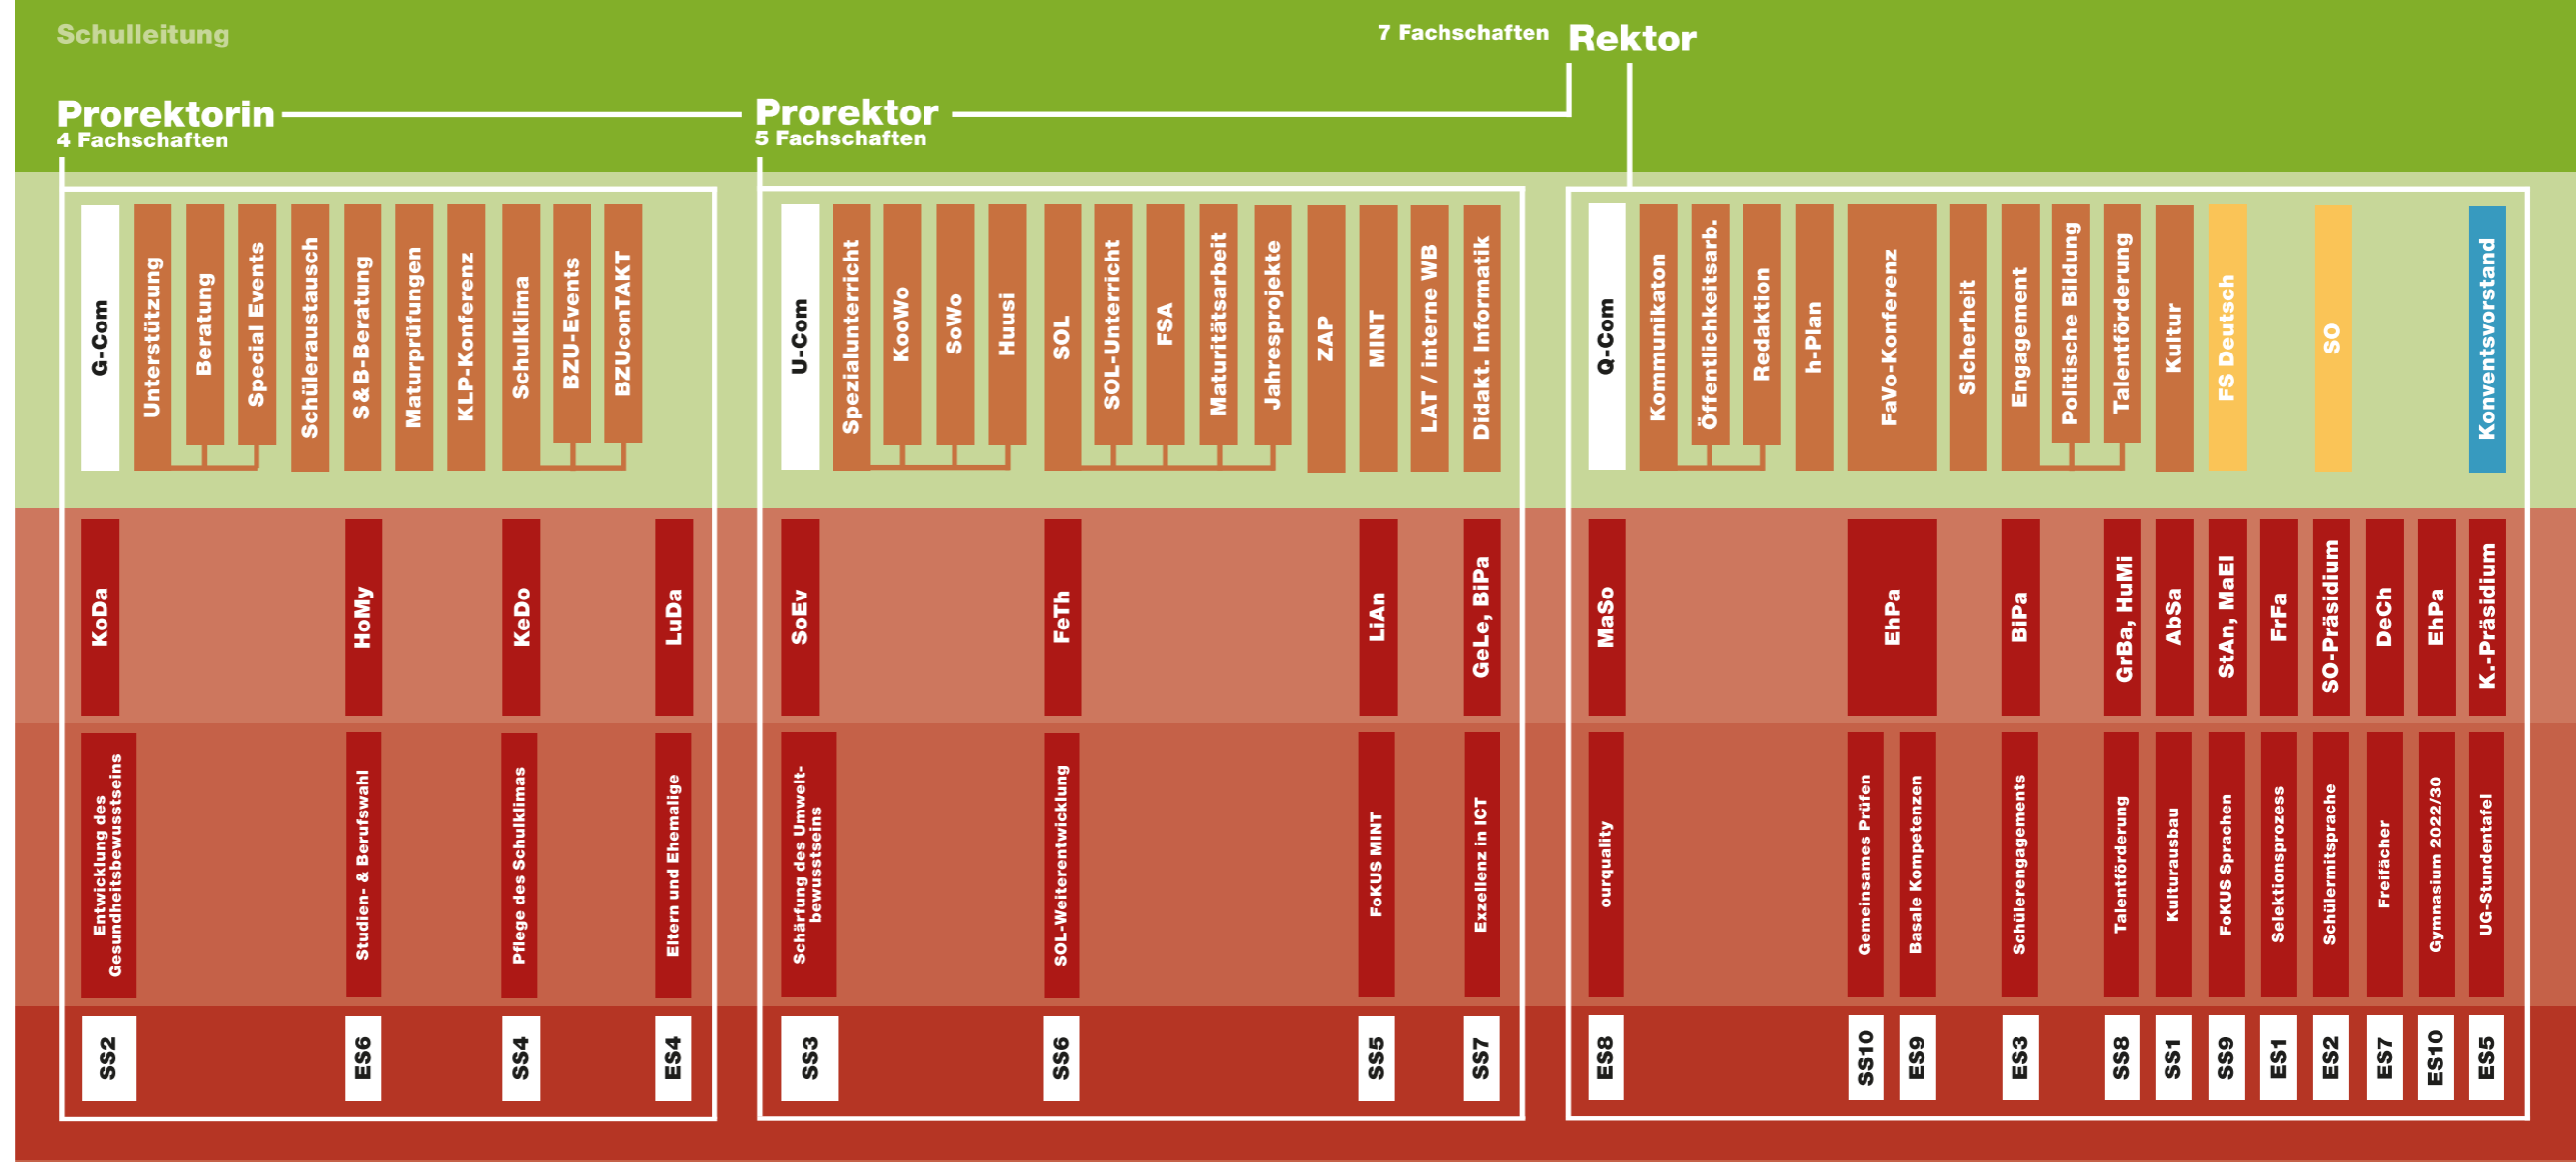 Schulleitung
7 Fachschaften
Rektor
Prorektorin
4 Fachschaften
Prorektor
5 Fachschaften
G-Com
Unterstützung
Beratung
Special Events
Schüleraustausch
S&B-Beratung
Maturprüfungen
KLP-Konferenz
Schulklima
BZU-Events
BZUconTAKT
U-Com
Spezialunterricht
KooWo
SoWo
Huusi
SOL
SOL-Unterricht
FSA
Maturitätsarbeit
Jahresprojekte
ZAP
MINT
LAT / interne WB
Didakt. Informatik
Q-Com
Kommunikaton
Öffentlichkeitsarb.
Redaktion
h-Plan
FaVo-Konferenz
Sicherheit
Engagement
Politische Bildung
Talentförderung
Kultur
FS Deutsch
SO
Konventsvorstand
KoDa
HoMy
KeDo
LuDa
SoEv
FeTh
LiAn
GeLe, BiPa
MaSo
EhPa
BiPa
GrBa, HuMi
AbSa
StAn, MaEl
FrFa
SO-Präsidium
DeCh
EhPa
K.-Präsidium
Entwicklung des
Gesundheitsbewusstseins
Studien- & Berufswahl
Pflege des Schulklimas
Eltern und Ehemalige
Schärfung des Umwelt-
bewusstseins
SOL-Weiterentwicklung
FoKUS MINT
Exzellenz in ICT
ourquality
Gemeinsames Prüfen
Basale Kompetenzen
Schülerengagements
Talentförderung
Kulturausbau
FoKUS Sprachen
Selektionsprozess
Schülermitsprache
Freifächer
Gymnasium 2022/30
UG-Stundentafel
SS2
ES6
SS4
ES4
SS3
SS6
SS5
SS7
ES8
SS10
ES9
ES3
SS8
SS1
SS9
ES1
ES2
ES7
ES10
ES5